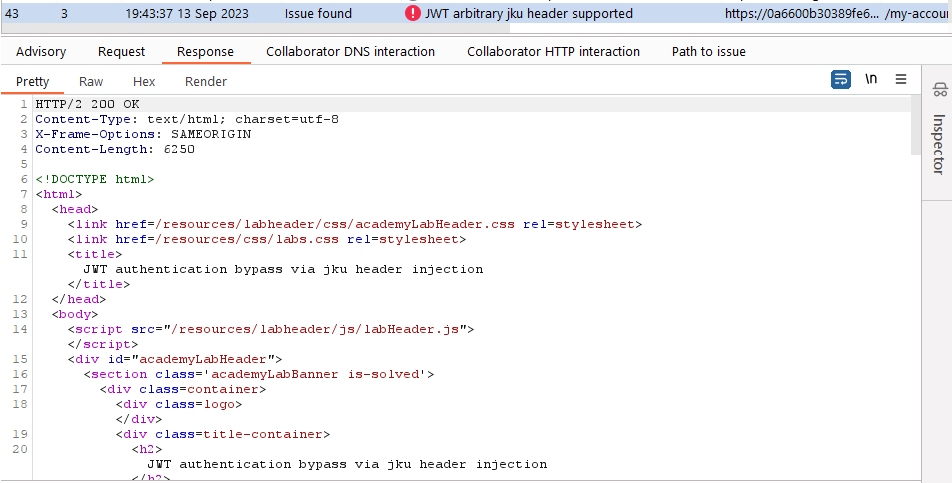 43 3 19:43:37 13 Sep 2023 Issue found JWT arbitrary jku header supported https://0a6600b30389fe6... /my-accou
Advisory Request Response Collaborator DNS interaction Collaborator HTTP interaction Path to issue
Pretty Raw Hex Render \n
1 HTTP/2 200 OK
2 Content-Type: text/html; charset=utf-8
3 X-Frame-Options: SAMEORIGIN
4 Content-Length: 6250
5
6 <!DOCTYPE html>
7 <html>
8 <head>
9 <link href=/resources/labheader/css/academyLabHeader.css rel=stylesheet>
10 <link href=/resources/css/labs.css rel=stylesheet>
11 <title>
JWT authentication bypass via jku header injection
</title>
12 </head>
13 <body>
14 <script src="/resources/labheader/js/labHeader.js">
</script>
15 <div id="academyLabHeader">
16 <section class='academyLabBanner is-solved'>
17 <div class=container>
18 <div class=logo>
</div>
19 <div class=title-container>
20 <h2>
JWT authentication bypass via jku header injection
</h2>
Inspector